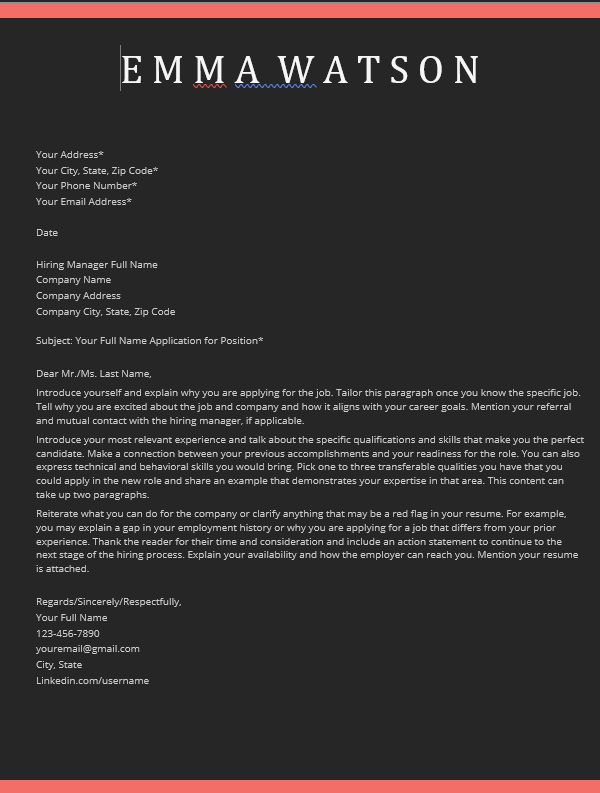 EMMA WATSON
Your Address*
Your City, State, Zip Code*
Your Phone Number*
Your Email Address*
Date
Hiring Manager Full Name
Company Name
Company Address
Company City, State, Zip Code
Subject: Your Full Name Application for Position*
Dear Mr./Ms. Last Name,
Introduce yourself and explain why you are applying for the job. Tailor this paragraph once you know the specific job.
Tell why you are excited about the job and company and how it aligns with your career goals. Mention your referral
and mutual contact with the hiring manager, if applicable.
Introduce your most relevant experience and talk about the specific qualifications and skills that make you the perfect
candidate. Make a connection between your previous accomplishments and your readiness for the role. You can also
express technical and behavioral skills you would bring. Pick one to three transferable qualities you have that you
could apply in the new role and share an example that demonstrates your expertise in that area. This content can
take up two paragraphs.
Reiterate what you can do for the company or clarify anything that may be a red flag in your resume. For example,
you may explain a gap in your employment history or why you are applying for a job that differs from your prior
experience. Thank the reader for their time and consideration and include an action statement to continue to the
next stage of the hiring process. Explain your availability and how the employer can reach you. Mention your resume
is attached.
Regards/Sincerely/Respectfully,
Your Full Name
123-456-7890
youremail@gmail.com
City, State
Linkedin.com/username